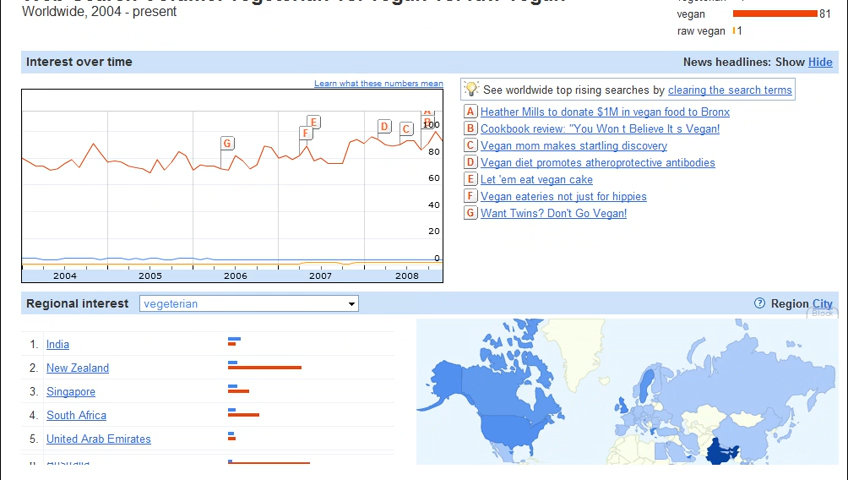 Worldwide, 2004 - present
vegan 81
raw vegan 1
Interest over time
News headlines: Show Hide
Learn what these numbers mean
See worldwide top rising searches by clearing the search terms
A Heather Mills to donate $1M in vegan food to Bronx
B Cookbook review: "You Won t Believe It s Vegan!
C Vegan mom makes startling discovery
D Vegan diet promotes atheroprotective antibodies
E Let 'em eat vegan cake
F Vegan eateries not just for hippies
G Want Twins? Don't Go Vegan!
A
B
C
D
E
F
G
100
80
60
40
20
0
2004 2005 2006 2007 2008
Regional interest vegeterian
Region City
1. India
2. New Zealand
3. Singapore
4. South Africa
5. United Arab Emirates
Australia